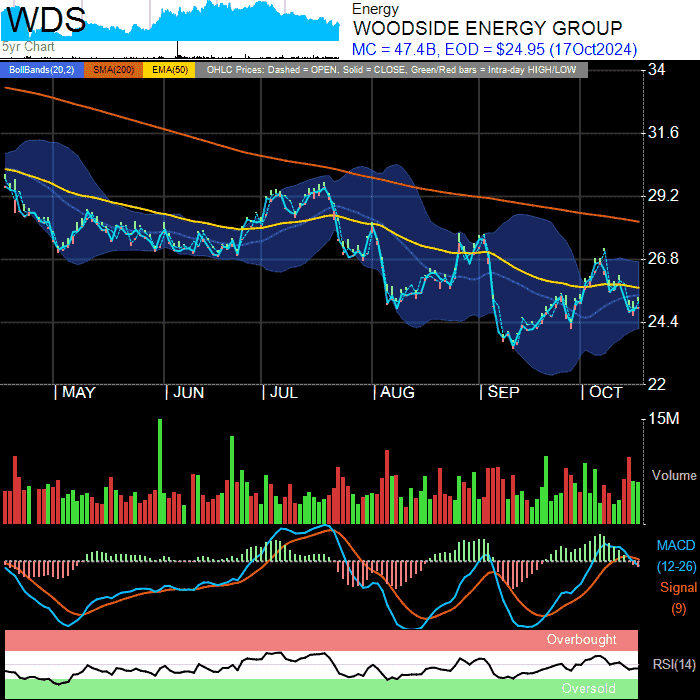 WDS
5yr Chart
Energy
WOODSIDE ENERGY GROUP
MC = 47.4B, EOD = $24.95 (17Oct2024)
BollBands(20,2) SMA(200) EMA(50) OHLC Prices: Dashed = OPEN, Solid = CLOSE, Green/Red bars = Intra-day HIGH/LOW
34
31.6
29.2
26.8
24.4
22
MAY JUN JUL AUG SEP OCT
15M
Volume
MACD
(12-26)
Signal
(9)
Overbought
RSI(14)
Oversold